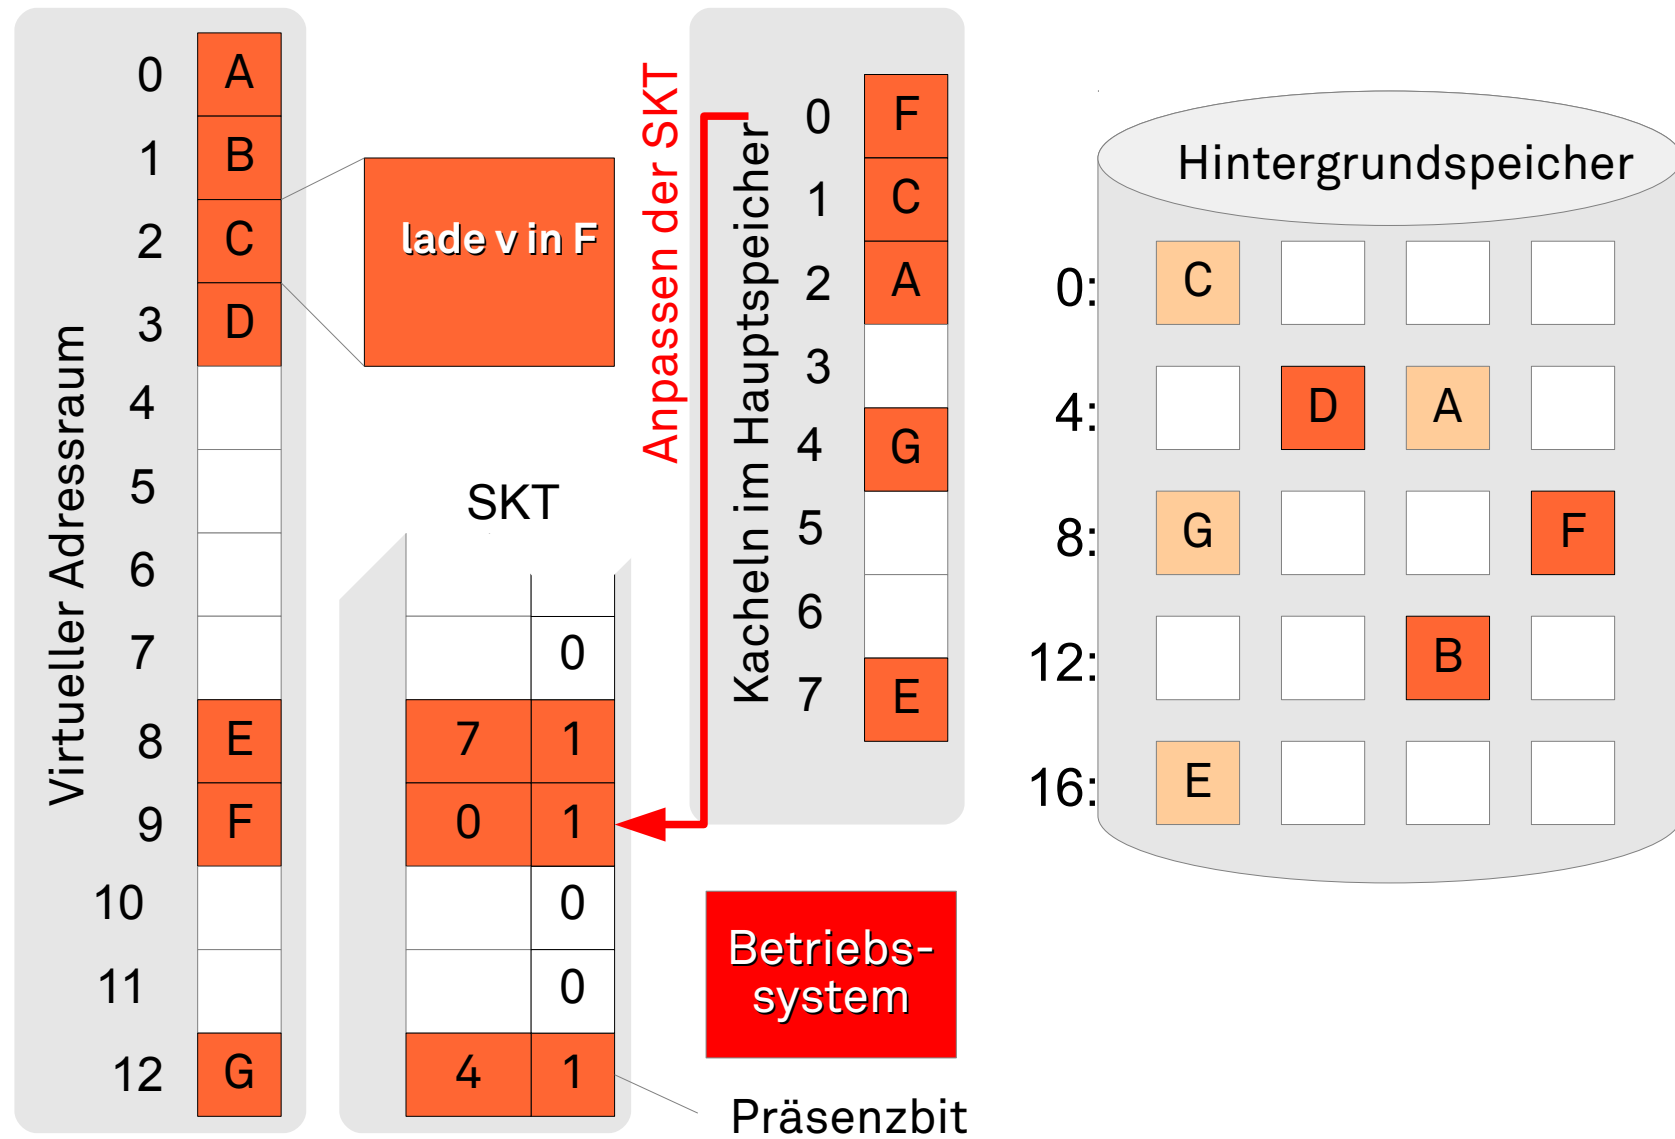 Virtueller Adressraum
0 A
1 B
2 C
3 D
4
5
6
7
8 E
9 F
10
11
12 G
lade v in F
SKT
0
7 1
0 1
0
0
4 1
Präsenzbit
Anpassen der SKT
Kacheln im Hauptspeicher
0 F
1 C
2 A
3
4 G
5
6
7 E
Betriebs-
system
Hintergrundspeicher
0: C
4: D A
8: G F
12: B
16: E